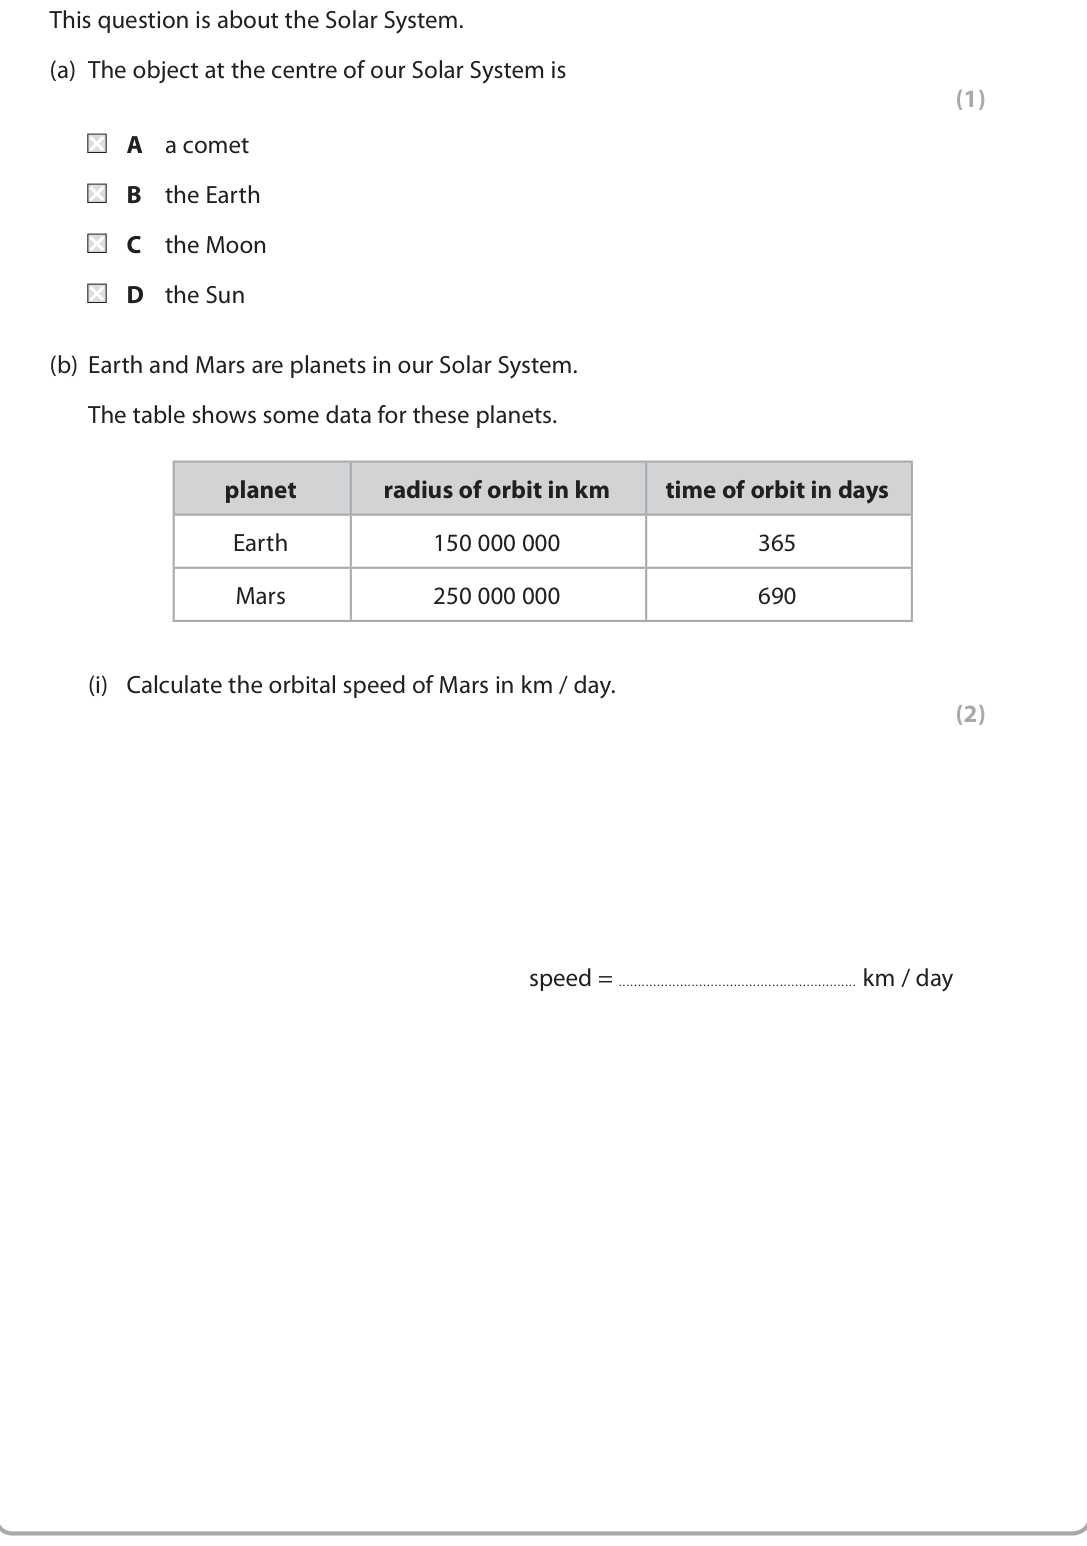 This question is about the Solar System.
(a) The object at the centre of our Solar System is
(1)
A a comet
B the Earth
C the Moon
D the Sun
(b) Earth and Mars are planets in our Solar System.
The table shows some data for these planets.
planet radius of orbit in km time of orbit in days
Earth 150 000 000 365
Mars 250 000 000 690
(i) Calculate the orbital speed of Mars in km / day.
(2)
speed = ............................................................. km / day